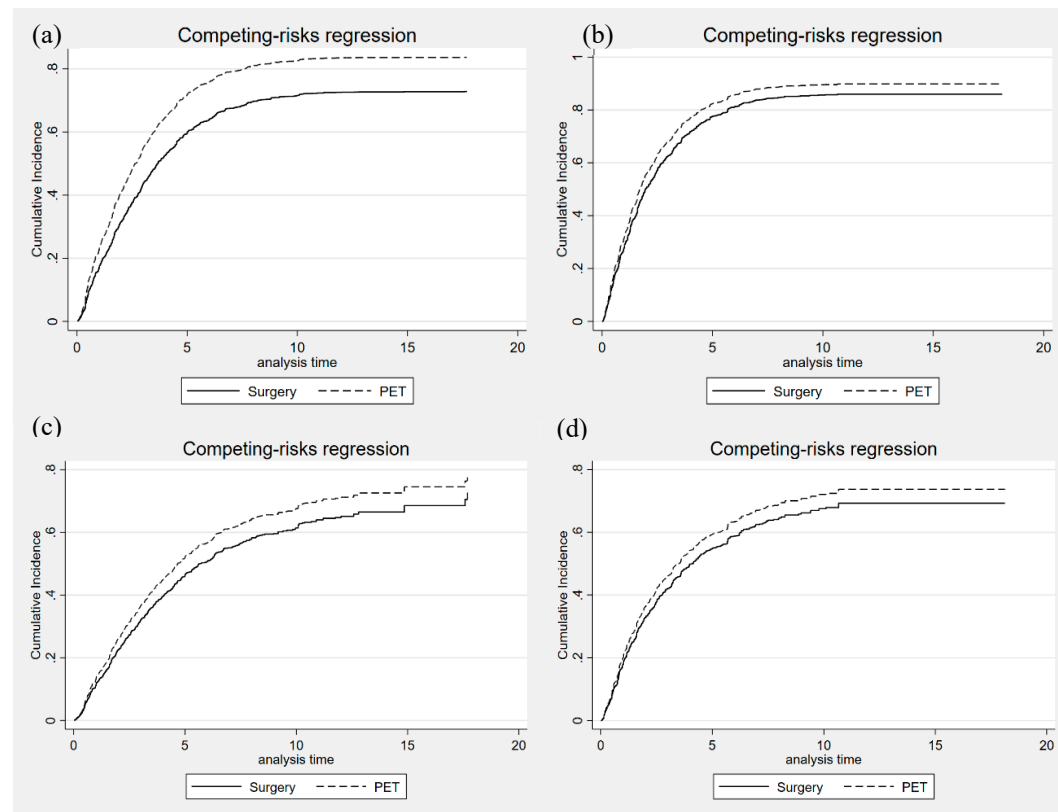 (a)
Competing-risks regression
Cumulative Incidence
.8
.6
.4
.2
0
0 5 10 15 20
analysis time
Surgery PET
(b)
Competing-risks regression
Cumulative Incidence
1
.8
.6
.4
.2
0
0 5 10 15 20
analysis time
Surgery PET
(c)
Competing-risks regression
Cumulative Incidence
.8
.6
.4
.2
0
0 5 10 15 20
analysis time
Surgery PET
(d)
Competing-risks regression
Cumulative Incidence
.8
.6
.4
.2
0
0 5 10 15 20
analysis time
Surgery PET